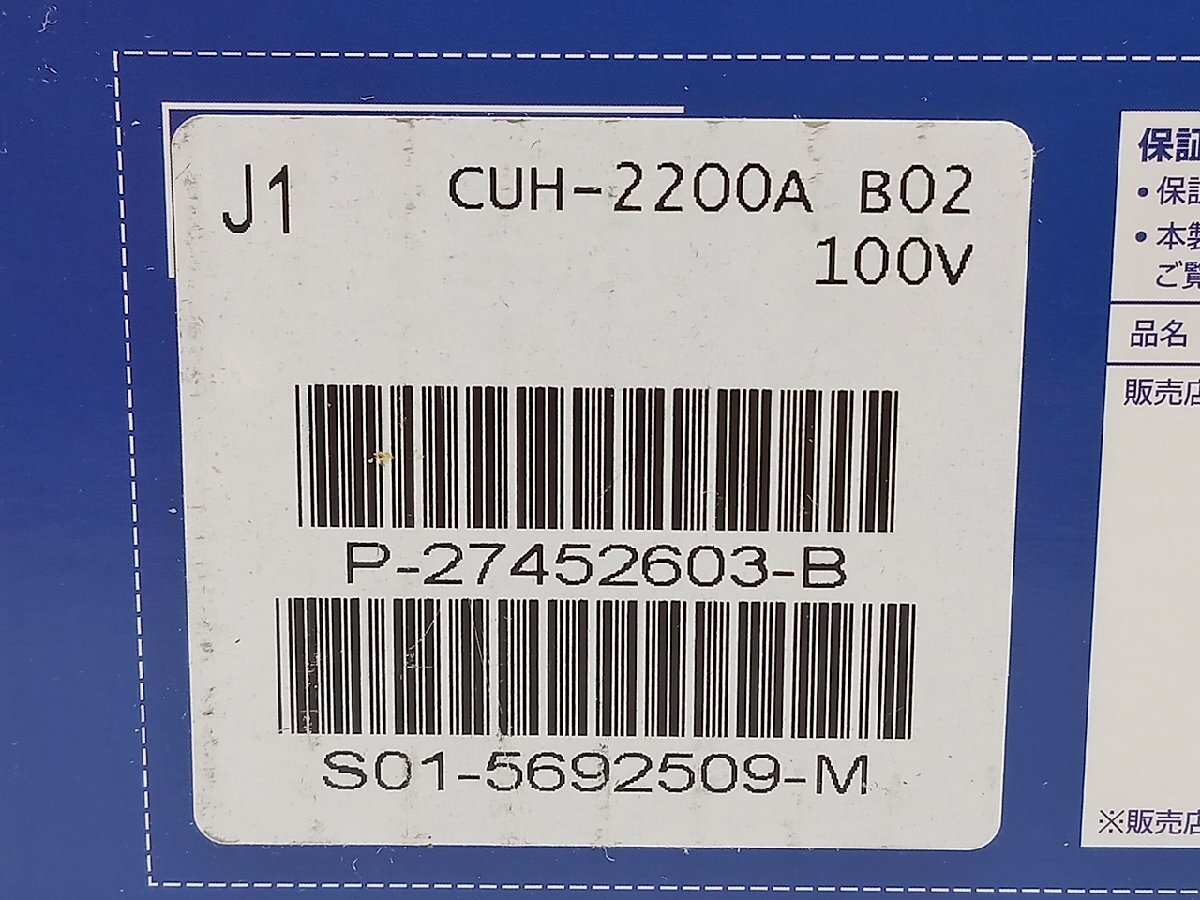 J1 CUH-2200A B02
100V
P-27452603-B
S01-5692509-M
保証
・保証
・本製
ご覧
品名
販売店
※販売店